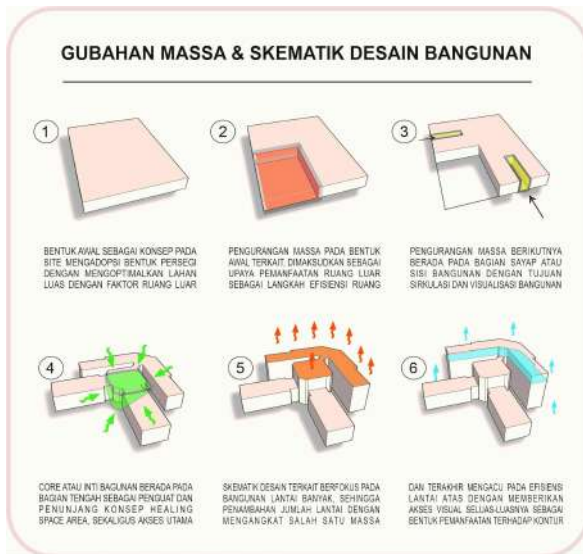 GUBAHAN MASSA & SKEMATIK DESAIN BANGUNAN
1
BENTUK AWAL SEBAGAI KONSEP PADA
SITE MENGADOPSI BENTUK PERSEGI
DENGAN MENGOPTIMALKAN LAHAN
LUAS DENGAN FAKTOR RUANG LUAR
2
PENGURANGAN MASSA PADA BENTUK
AWAL TERKAIT DIMAKSUDKAN SEBAGAI
UPAYA PEMANFAATAN RUANG LUAR
SEBAGAI LANGKAH EFISIENSI RUANG
3
PENGURANGAN MASSA BERIKUTNYA
BERADA PADA BAGIAN SAYAP ATAU
SISI BANGUNAN DENGAN TUJUAN
SIRKULASI DAN VISUALISASI BANGUNAN
4
CORE ATAU INTI BAGUNAN BERADA PADA
BAGIAN TENGAH SEBAGAI PENGUAT DAN
PENUNJANG KONSEP HEALING
SPACE AREA, SEKALIGUS AKSES UTAMA
5
SKEMATIK DESAIN TERKAIT BERFOKUS PADA
BANGUNAN LANTAI BANYAK, SEHINGGA
PENAMBAHAN JUMLAH LANTAI DENGAN
MENGANGKAT SALAH SATU MASSA
6
DAN TERAKHIR MENGACU PADA EFISIENSI
LANTAI ATAS DENGAN MEMBERIKAN
AKSES VISUAL SELUAS-LUASNYA SEBAGAI
BENTUK PEMANFAATAN TERHADAP KONTUR